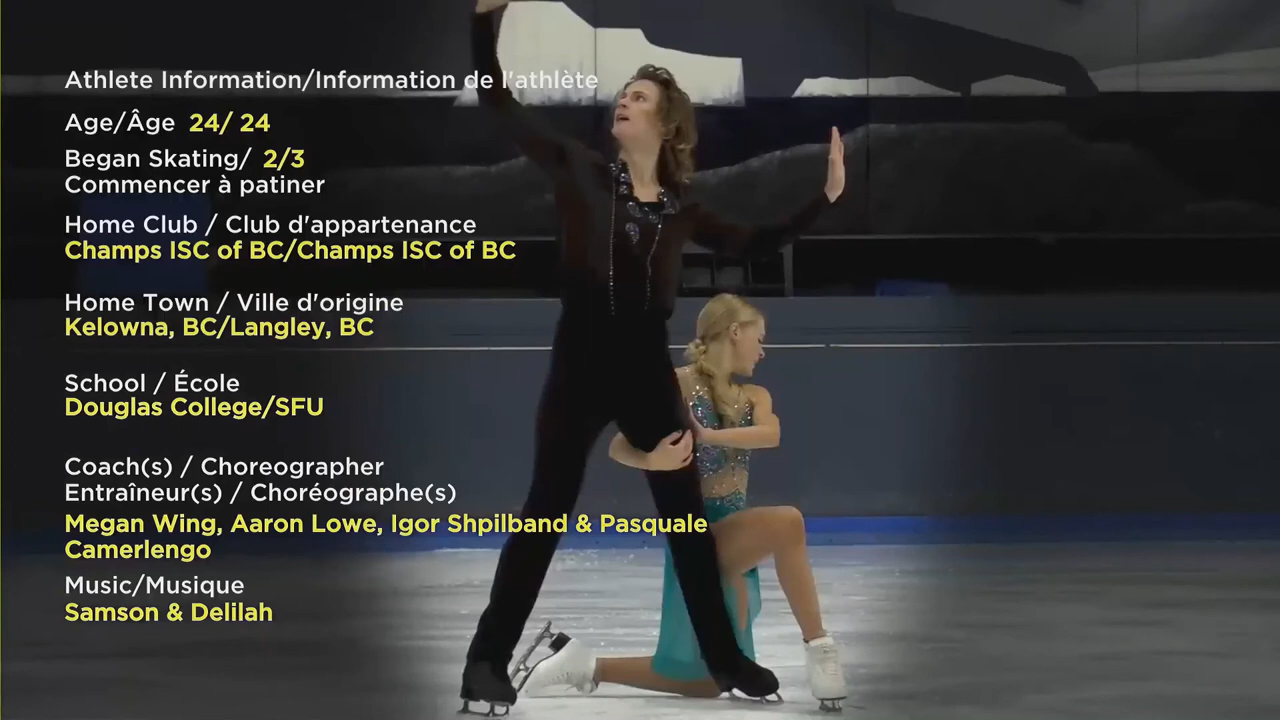 Athlete Information/Information de l'athlète
Age/Âge 24/ 24
Began Skating/ 2/3
Commencer à patiner
Home Club / Club d'appartenance
Champs ISC of BC/Champs ISC of BC
Home Town / Ville d'origine
Kelowna, BC/Langley, BC
School / École
Douglas College/SFU
Coach(s) / Choreographer
Entraîneur(s) / Choréographe(s)
Megan Wing, Aaron Lowe, Igor Shpilband & Pasquale
Camerlengo
Music/Musique
Samson & Delilah